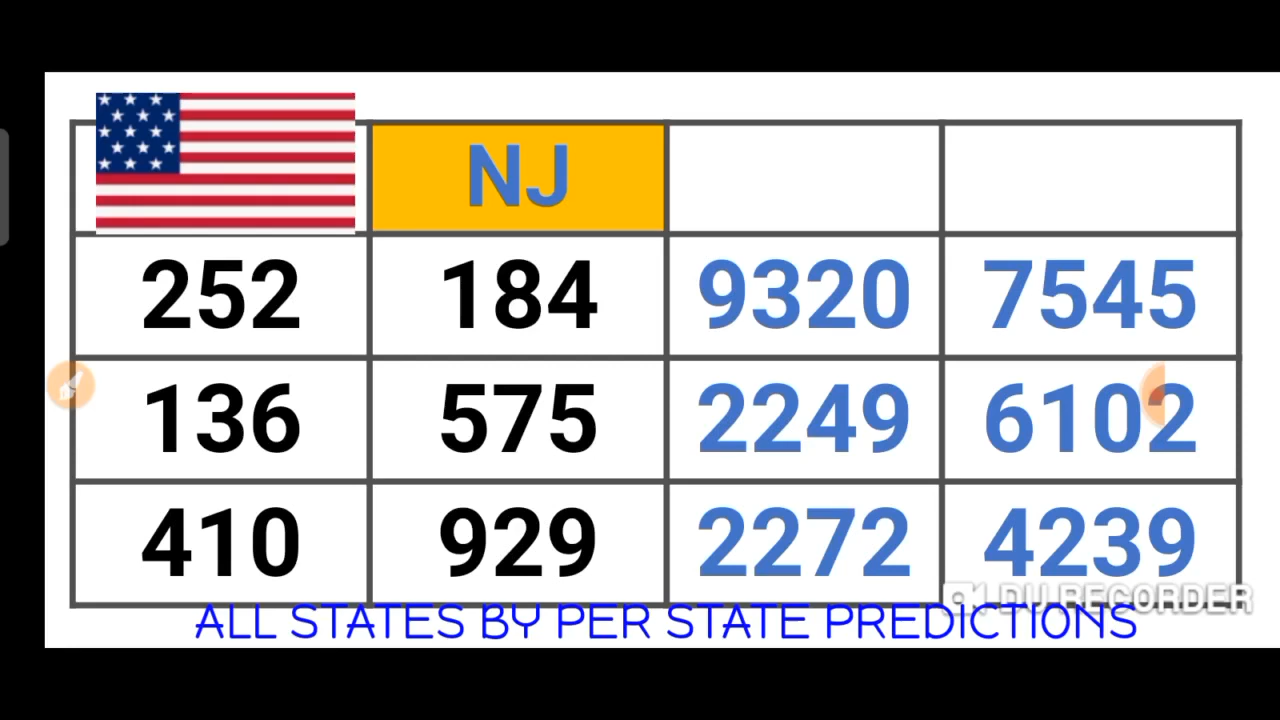 NJ
252 184 9320 7545
136 575 2249 6102
410 929 2272 4239
DU RECORDER
ALL STATES BY PER STATE PREDICTIONS